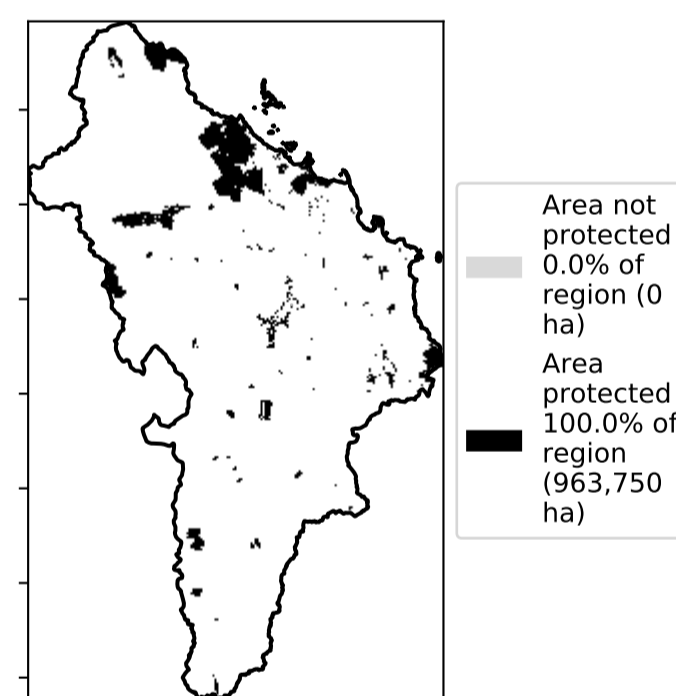 Area not
protected
0.0% of
region (0
ha)
Area
protected
100.0% of
region
(963,750
ha)